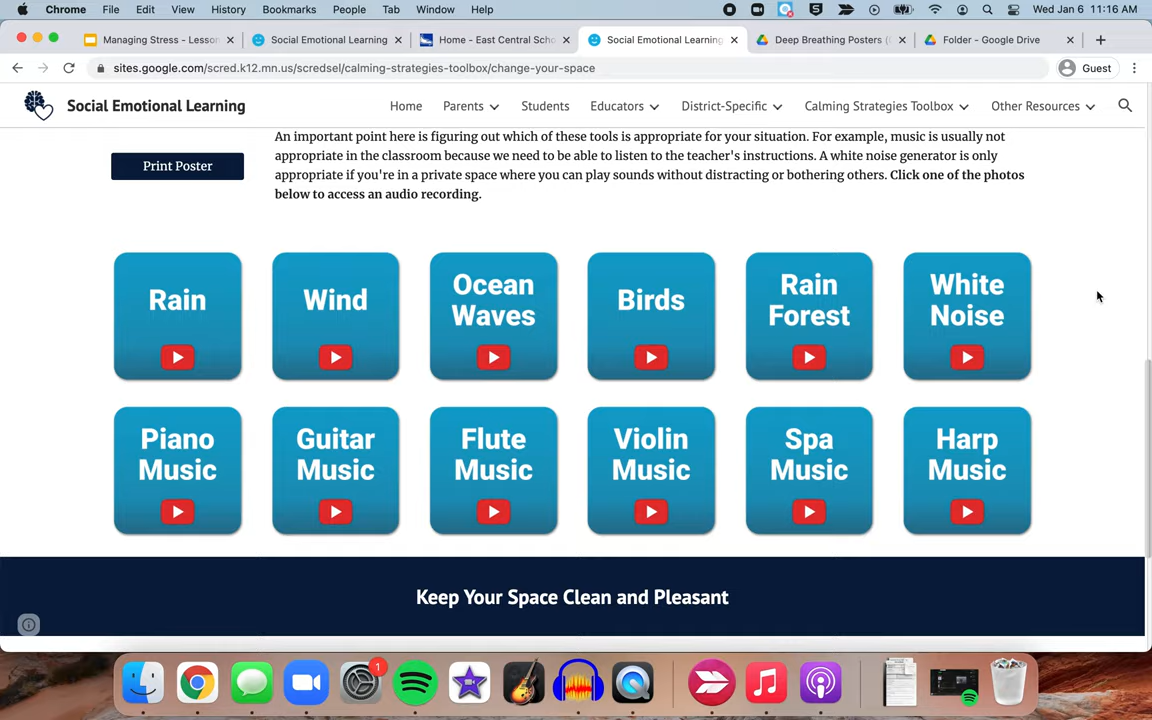 Chrome File Edit View History Bookmarks People Tab Window Help Wed Jan 6 11:16 AM
Managing Stress - Lesson Social Emotional Learning Home - East Central Scho Social Emotional Learning Deep Breathing Posters ( Folder - Google Drive
sites.google.com/scred.k12.mn.us/scredsel/calming-strategies-toolbox/change-your-space Guest
Social Emotional Learning Home Parents Students Educators District-Specific Calming Strategies Toolbox Other Resources
An important point here is figuring out which of these tools is appropriate for your situation. For example, music is usually not
appropriate in the classroom because we need to be able to listen to the teacher's instructions. A white noise generator is only
appropriate if you're in a private space where you can play sounds without distracting or bothering others. Click one of the photos
below to access an audio recording.
Print Poster
Rain
Wind
Ocean
Waves
Birds
Rain
Forest
White
Noise
Piano
Music
Guitar
Music
Flute
Music
Violin
Music
Spa
Music
Harp
Music
Keep Your Space Clean and Pleasant
1